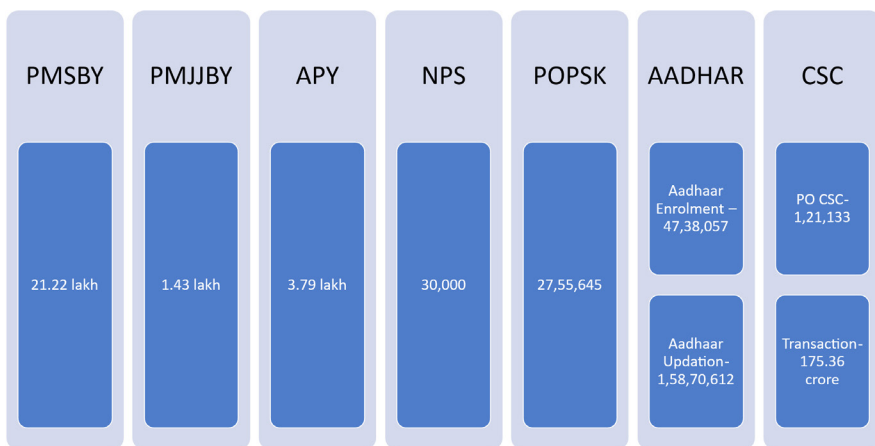 PMSBY
21.22 lakh
PMJJBY
1.43 lakh
APY
3.79 lakh
NPS
30,000
POPSK
27,55,645
AADHAR
Aadhaar
Enrolment –
47,38,057
Aadhaar
Updation-
1,58,70,612
CSC
PO CSC-
1,21,133
Transaction-
175.36
crore